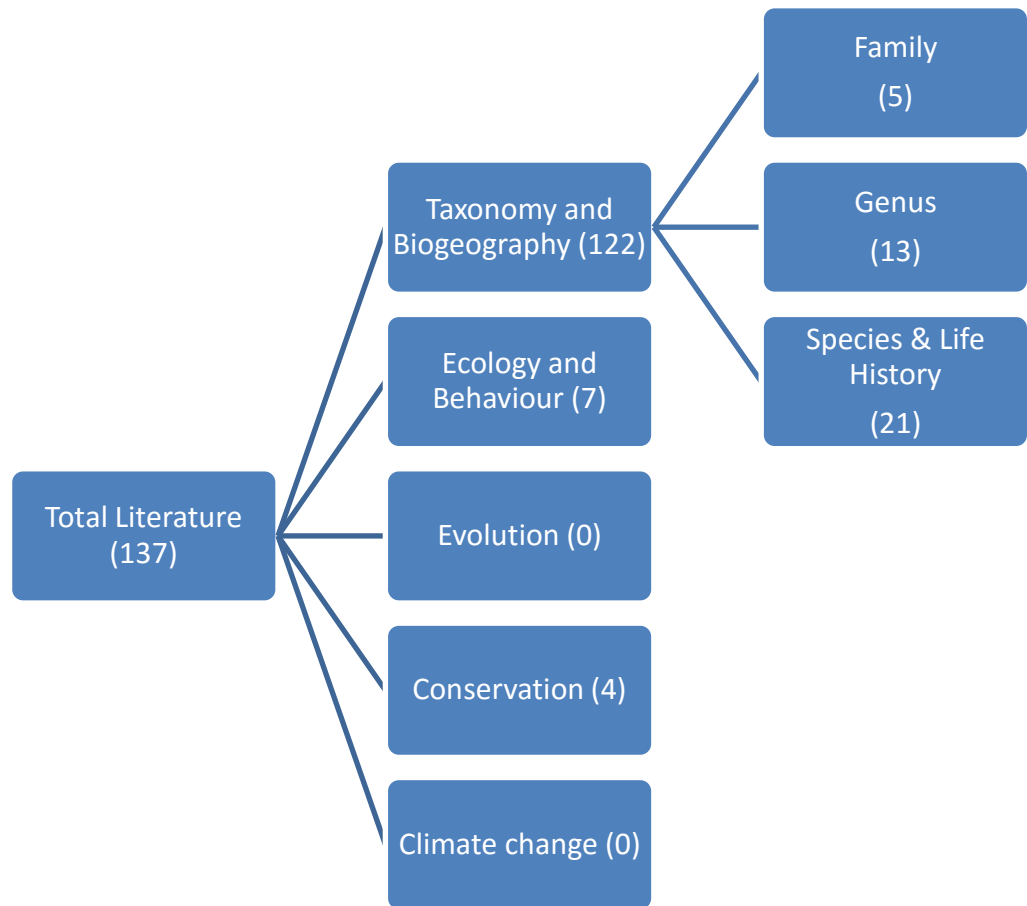 Total Literature
(137)
Taxonomy and
Biogeography (122)
Ecology and
Behaviour (7)
Evolution (0)
Conservation (4)
Climate change (0)
Family
(5)
Genus
(13)
Species & Life
History
(21)